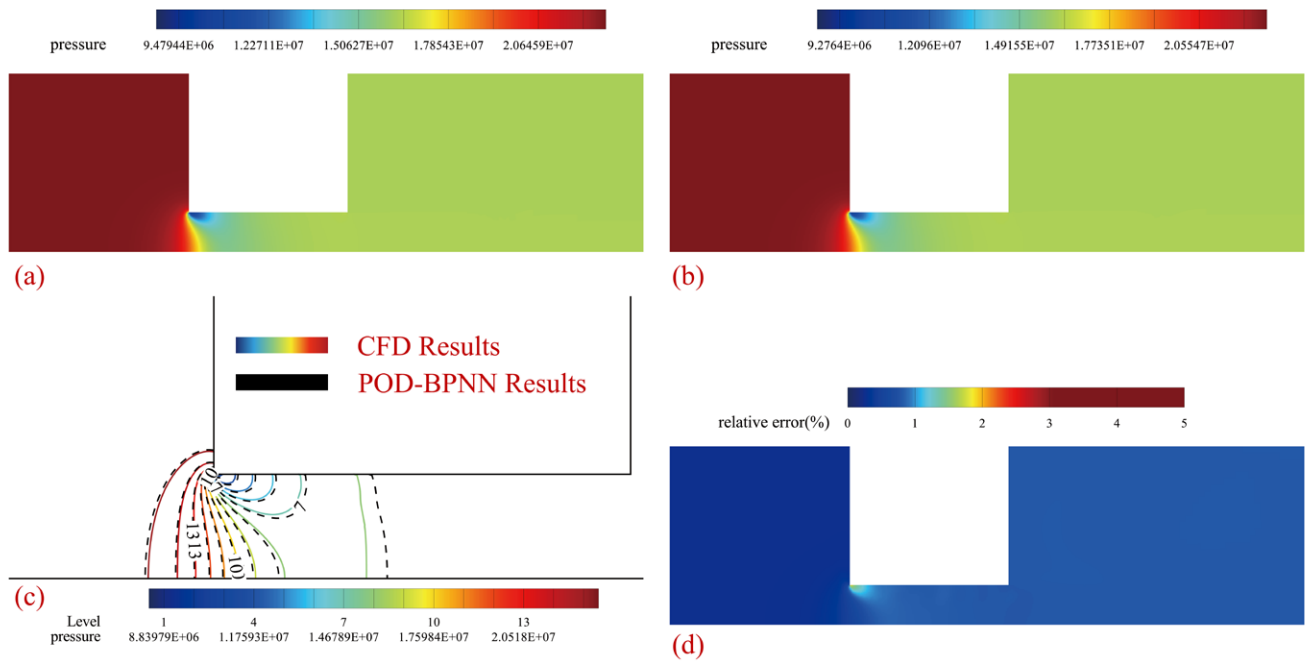 pressure
9.47944E+06 1.22711E+07 1.50627E+07 1.78543E+07 2.06459E+07
(a)
pressure
9.2764E+06 1.2096E+07 1.49155E+07 1.77351E+07 2.05547E+07
(b)
CFD Results
POD-BPNN Results
7
1313
10
(c)
Level 1 4 7 10 13
pressure 8.83979E+06 1.17593E+07 1.46789E+07 1.75984E+07 2.0518E+07
relative error(%) 0 1 2 3 4 5
(d)